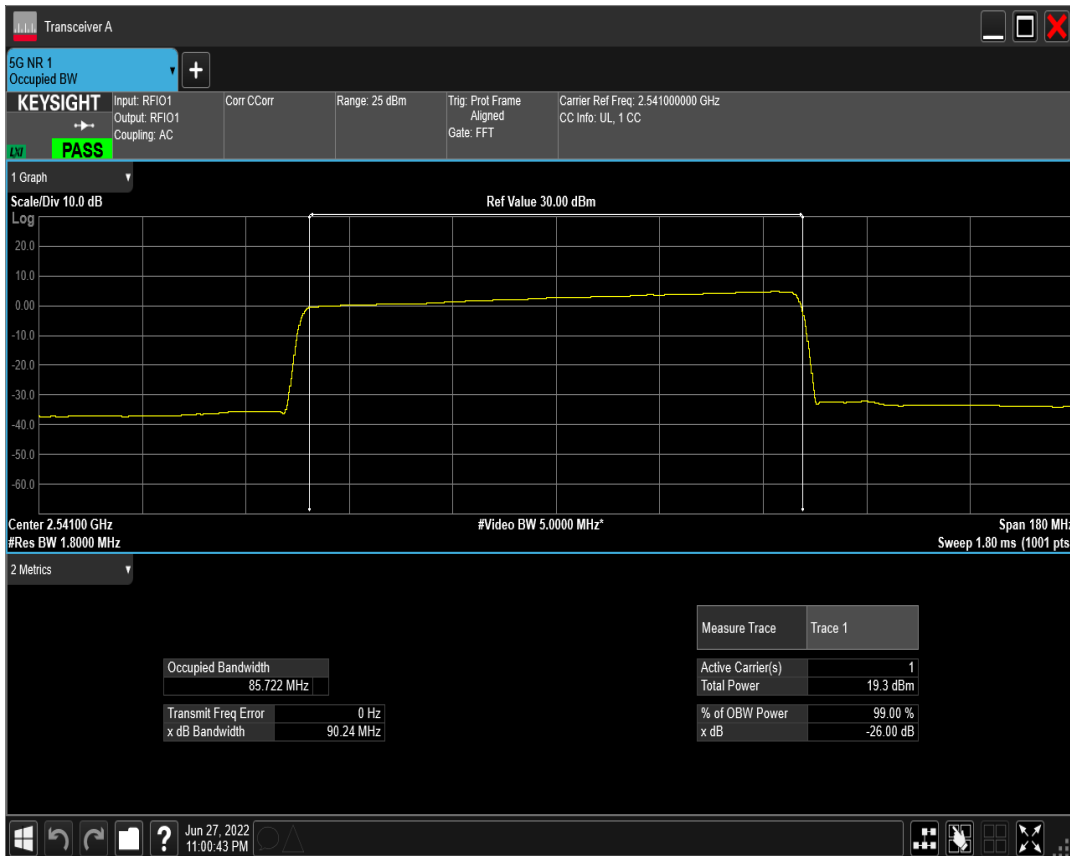 Transceiver A
5G NR 1
Occupied BW
KEYSIGHT
LXI
PASS
Input: RFIO1
Output: RFIO1
Coupling: AC
Corr CCorr
Range: 25 dBm
Trig: Prot Frame
Aligned
Gate: FFT
Carrier Ref Freq: 2.541000000 GHz
CC Info: UL, 1 CC
1 Graph
Scale/Div 10.0 dB
Ref Value 30.00 dBm
Log
20.0
10.0
0.00
-10.0
-20.0
-30.0
-40.0
-50.0
-60.0
Center 2.54100 GHz
#Video BW 5.0000 MHz*
Span 180 MHz
#Res BW 1.8000 MHz
Sweep 1.80 ms (1001 pts
2 Metrics
Measure Trace Trace 1
Occupied Bandwidth
85.722 MHz
Active Carrier(s) 1
Total Power 19.3 dBm
Transmit Freq Error 0 Hz
x dB Bandwidth 90.24 MHz
% of OBW Power 99.00 %
x dB -26.00 dB
?
Jun 27, 2022
11:00:43 PM